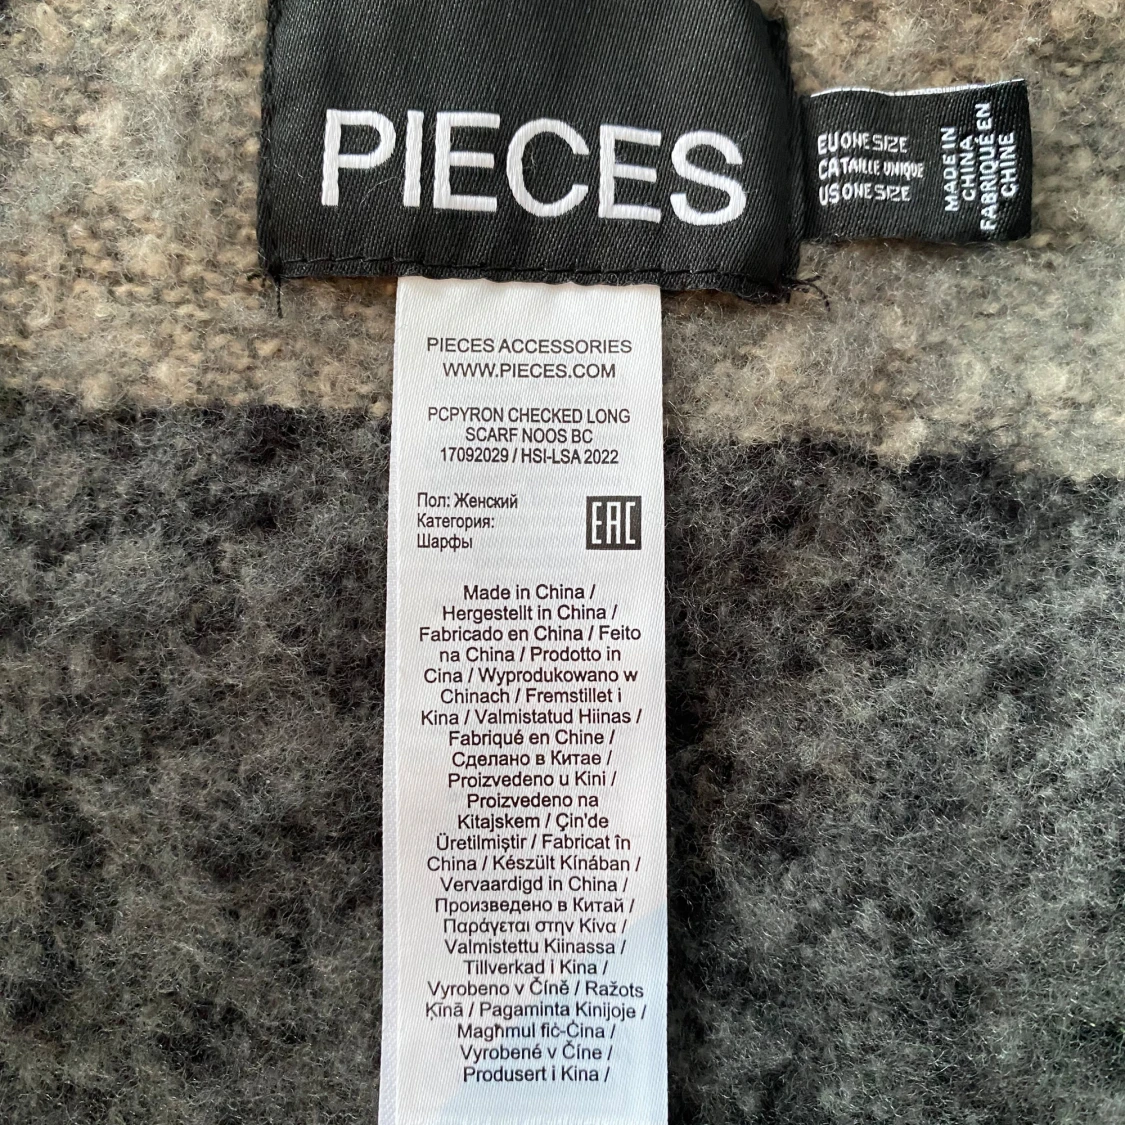 PIECES
EU ONE SIZE
CA TAILLE UNIQUE
US ONE SIZE
MADE IN
CHINA
FABRIQUÉ EN
CHINE
PIECES ACCESSORIES
WWW.PIECES.COM
PCPYRON CHECKED LONG
SCARF NOOS BC
17092029 / HSI-LSA 2022
Пол: Женский
Категория:
Шарфы
EAC
Made in China /
Hergestellt in China /
Fabricado en China / Feito
na China / Prodotto in
Cina / Wyprodukowano w
Chinach / Fremstillet i
Kina / Valmistatud Hiinas /
Fabriqué en Chine /
Сделано в Китае /
Proizvedeno u Kini /
Proizvedeno na
Kitajskem / Çin'de
Üretilmiştir / Fabricat în
China / Készült Kínában /
Vervaardigd in China /
Произведено в Китай /
Παράγεται στην Κίνα /
Valmistettu Kiinassa /
Tillverkad i Kina /
Vyrobeno v Číně / Ražots
Ķīnā / Pagaminta Kinijoje /
Magħmul fiċ-Ċina /
Vyrobené v Číne /
Produsert i Kina /